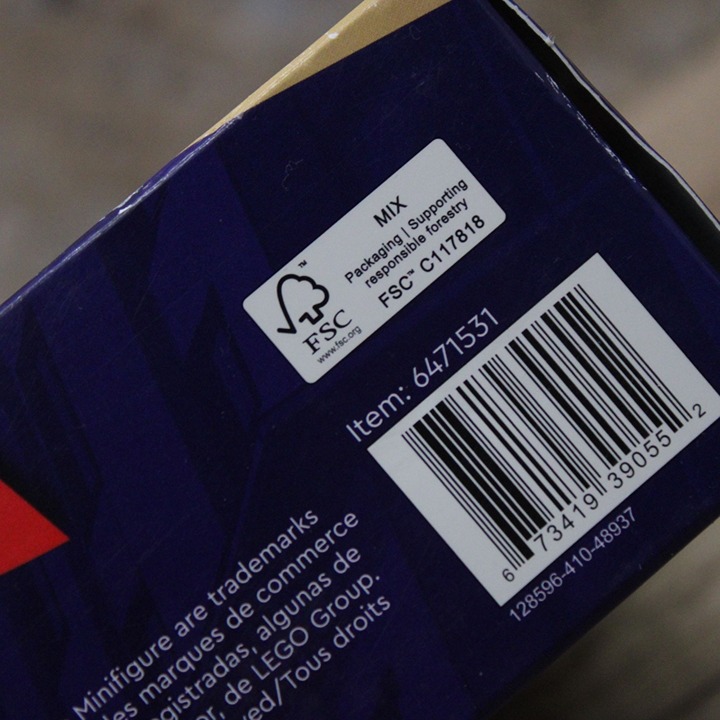 MIX
Packaging | Supporting
responsible forestry
FSC™ C117818
™
FSC
www.fsc.org
Item: 6471531
6 73419 39055 2
128596-410-48937
Minifigure are trademarks
les marques de commerce
registradas, algunas de
de LEGO Group.
droits